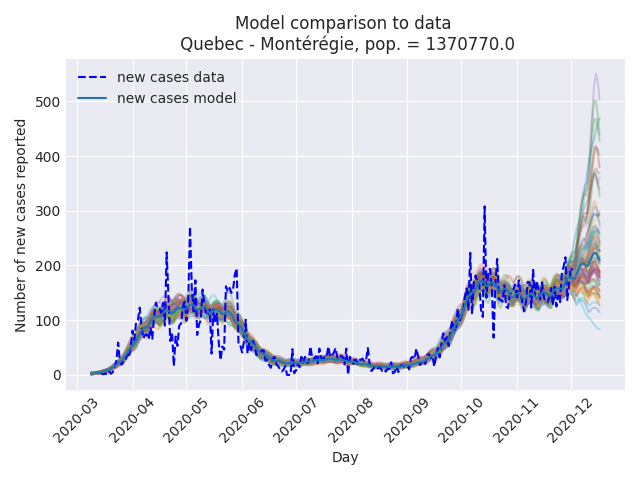 Model comparison to data
Quebec - Montérégie, pop. = 1370770.0
new cases data
new cases model
Number of new cases reported
500
400
300
200
100
0
2020-03
2020-04
2020-05
2020-06
2020-07
2020-08
2020-09
2020-10
2020-11
2020-12
Day